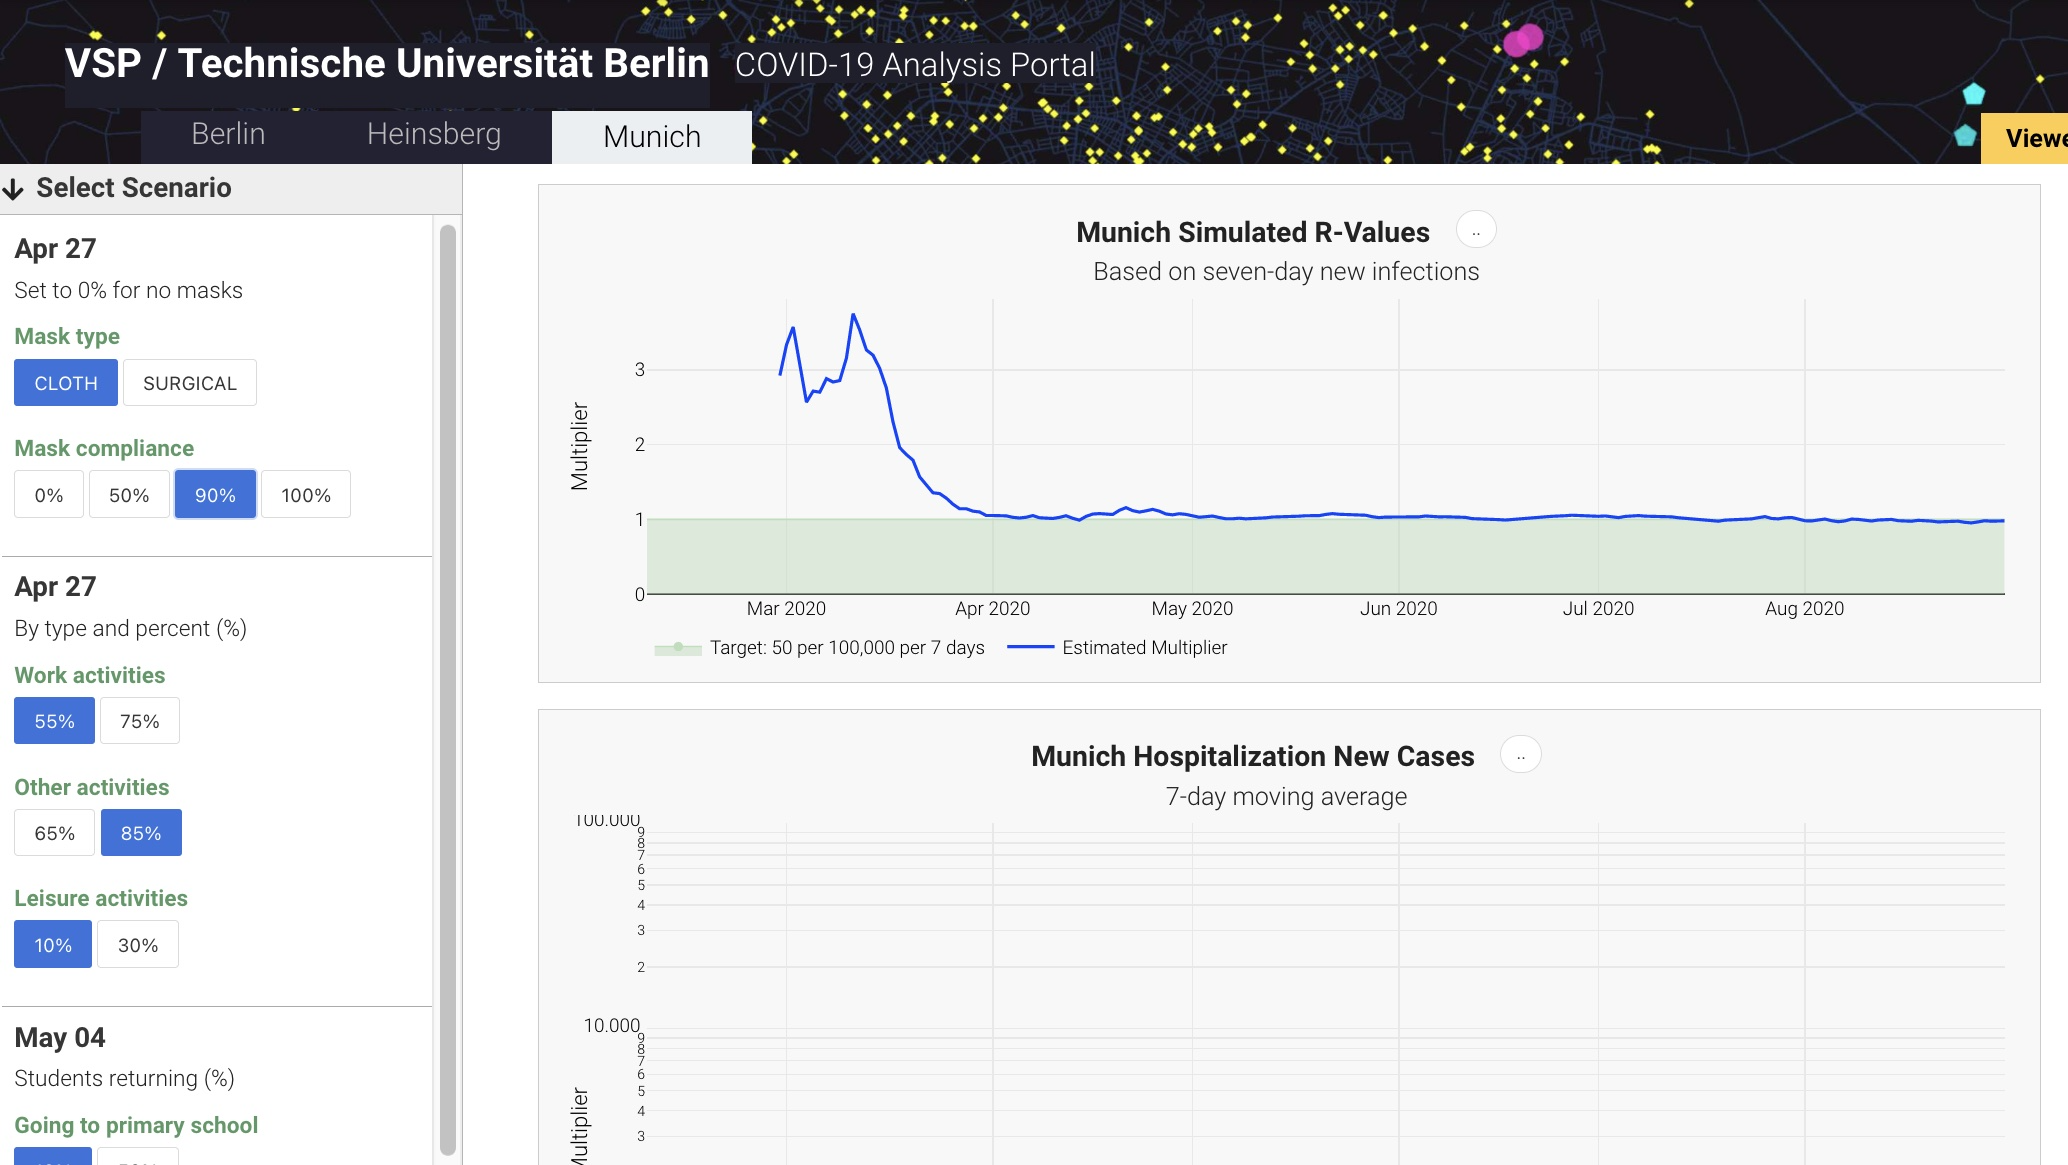 VSP / Technische Universität Berlin COVID-19 Analysis Portal
Berlin Heinsberg Munich
Select Scenario
Apr 27
Set to 0% for no masks
Mask type
CLOTH SURGICAL
Mask compliance
0% 50% 90% 100%
Apr 27
By type and percent (%)
Work activities
55% 75%
Other activities
65% 85%
Leisure activities
10% 30%
May 04
Students returning (%)
Going to primary school
Munich Simulated R-Values ..
Based on seven-day new infections
Multiplier
3
2
1
0
Mar 2020 Apr 2020 May 2020 Jun 2020 Jul 2020 Aug 2020
Target: 50 per 100,000 per 7 days Estimated Multiplier
Munich Hospitalization New Cases ..
7-day moving average
100.000
9
8
7
6
5
4
3
2
10.000
9
8
7
6
5
4
3
Multiplier